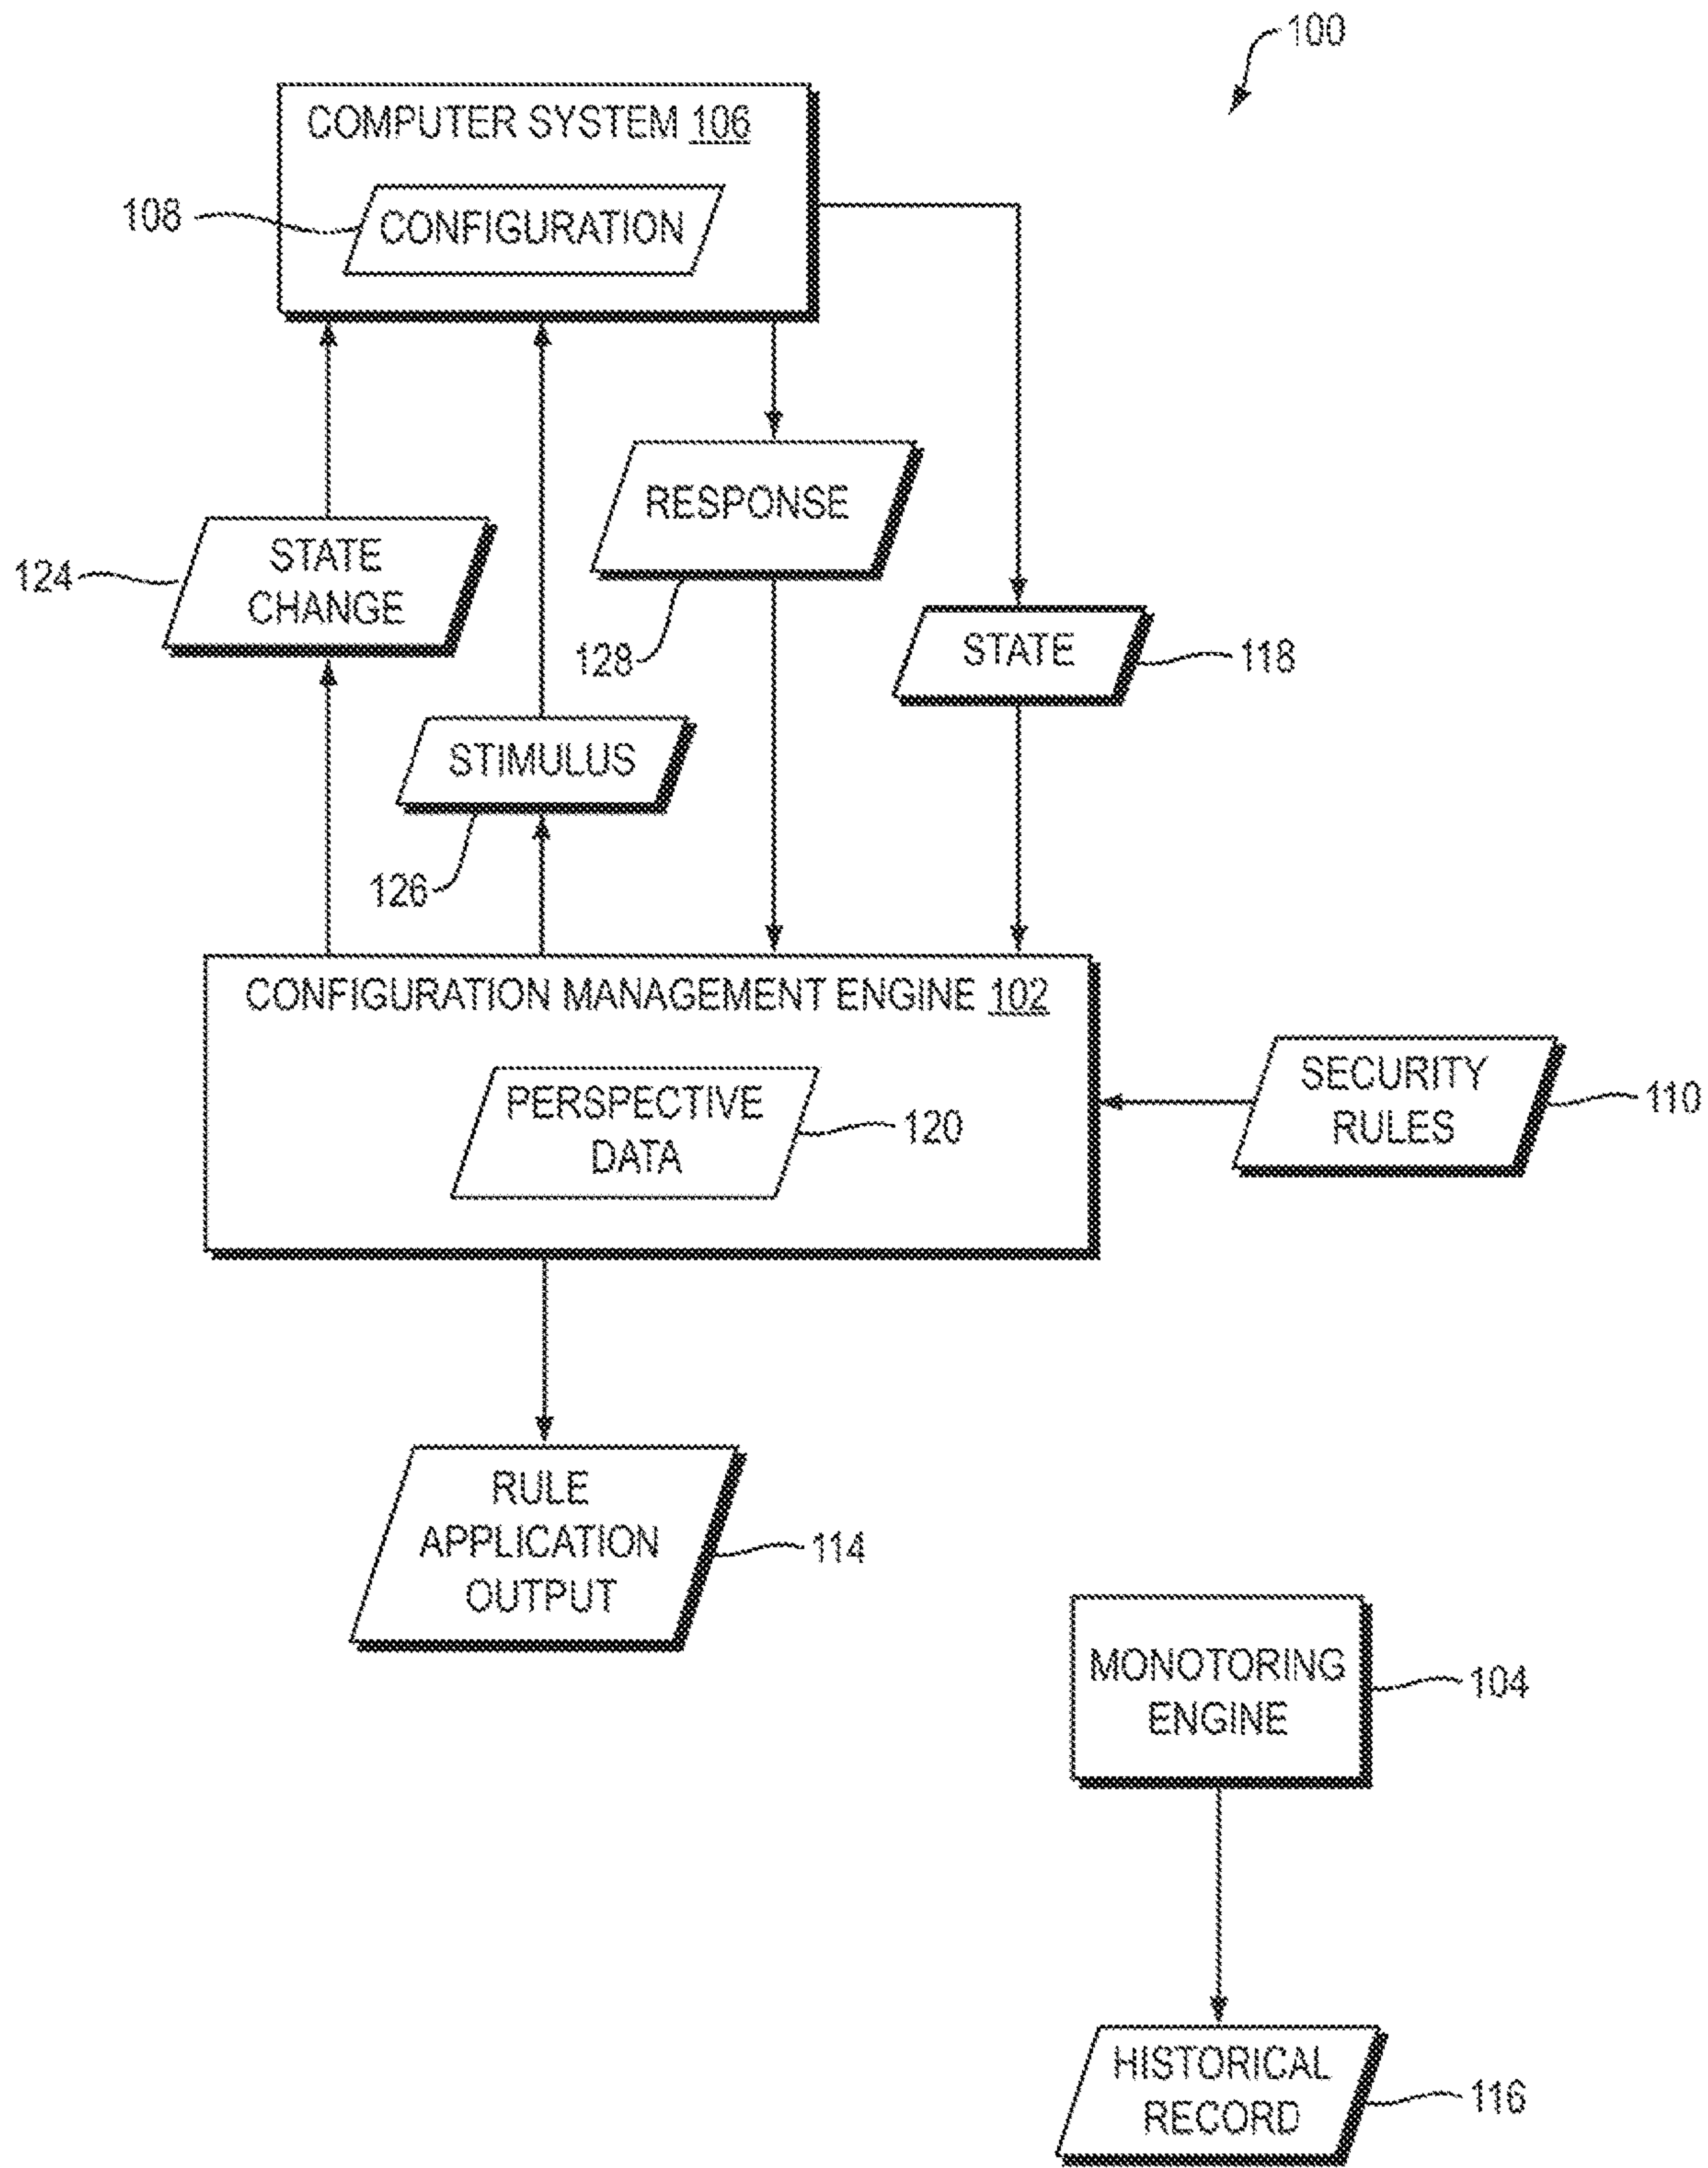 100
COMPUTER SYSTEM 106
108
CONFIGURATION
RESPONSE
STATE
CHANGE
124
128
STATE
118
STIMULUS
126
CONFIGURATION MANAGEMENT ENGINE 102
PERSPECTIVE
DATA
120
SECURITY
RULES
110
RULE
APPLICATION
OUTPUT
114
MONOTORING
ENGINE
104
HISTORICAL
RECORD
116